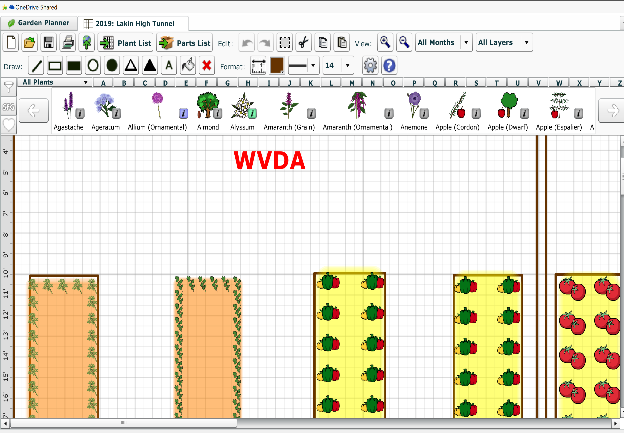 OneDrive Shared
Garden Planner
2019: Lakin High Tunnel
Plant List
Parts List
Edit:
View:
All Months
All Layers
Draw:
A
Format:
14
All Plants
A B C D E F G H I J K L M N O P Q R S T U V W X Y Z
SFG
Agastache
Ageratum
Allium (Ornamental)
Almond
Alyssum
Amaranth (Grain)
Amaranth (Ornamental)
Anemone
Apple (Cordon)
Apple (Dwarf)
Apple (Espalier)
A
WVDA
4'
5'
6'
7'
8'
9'
10'
11'
12'
13'
14'
15'
16'